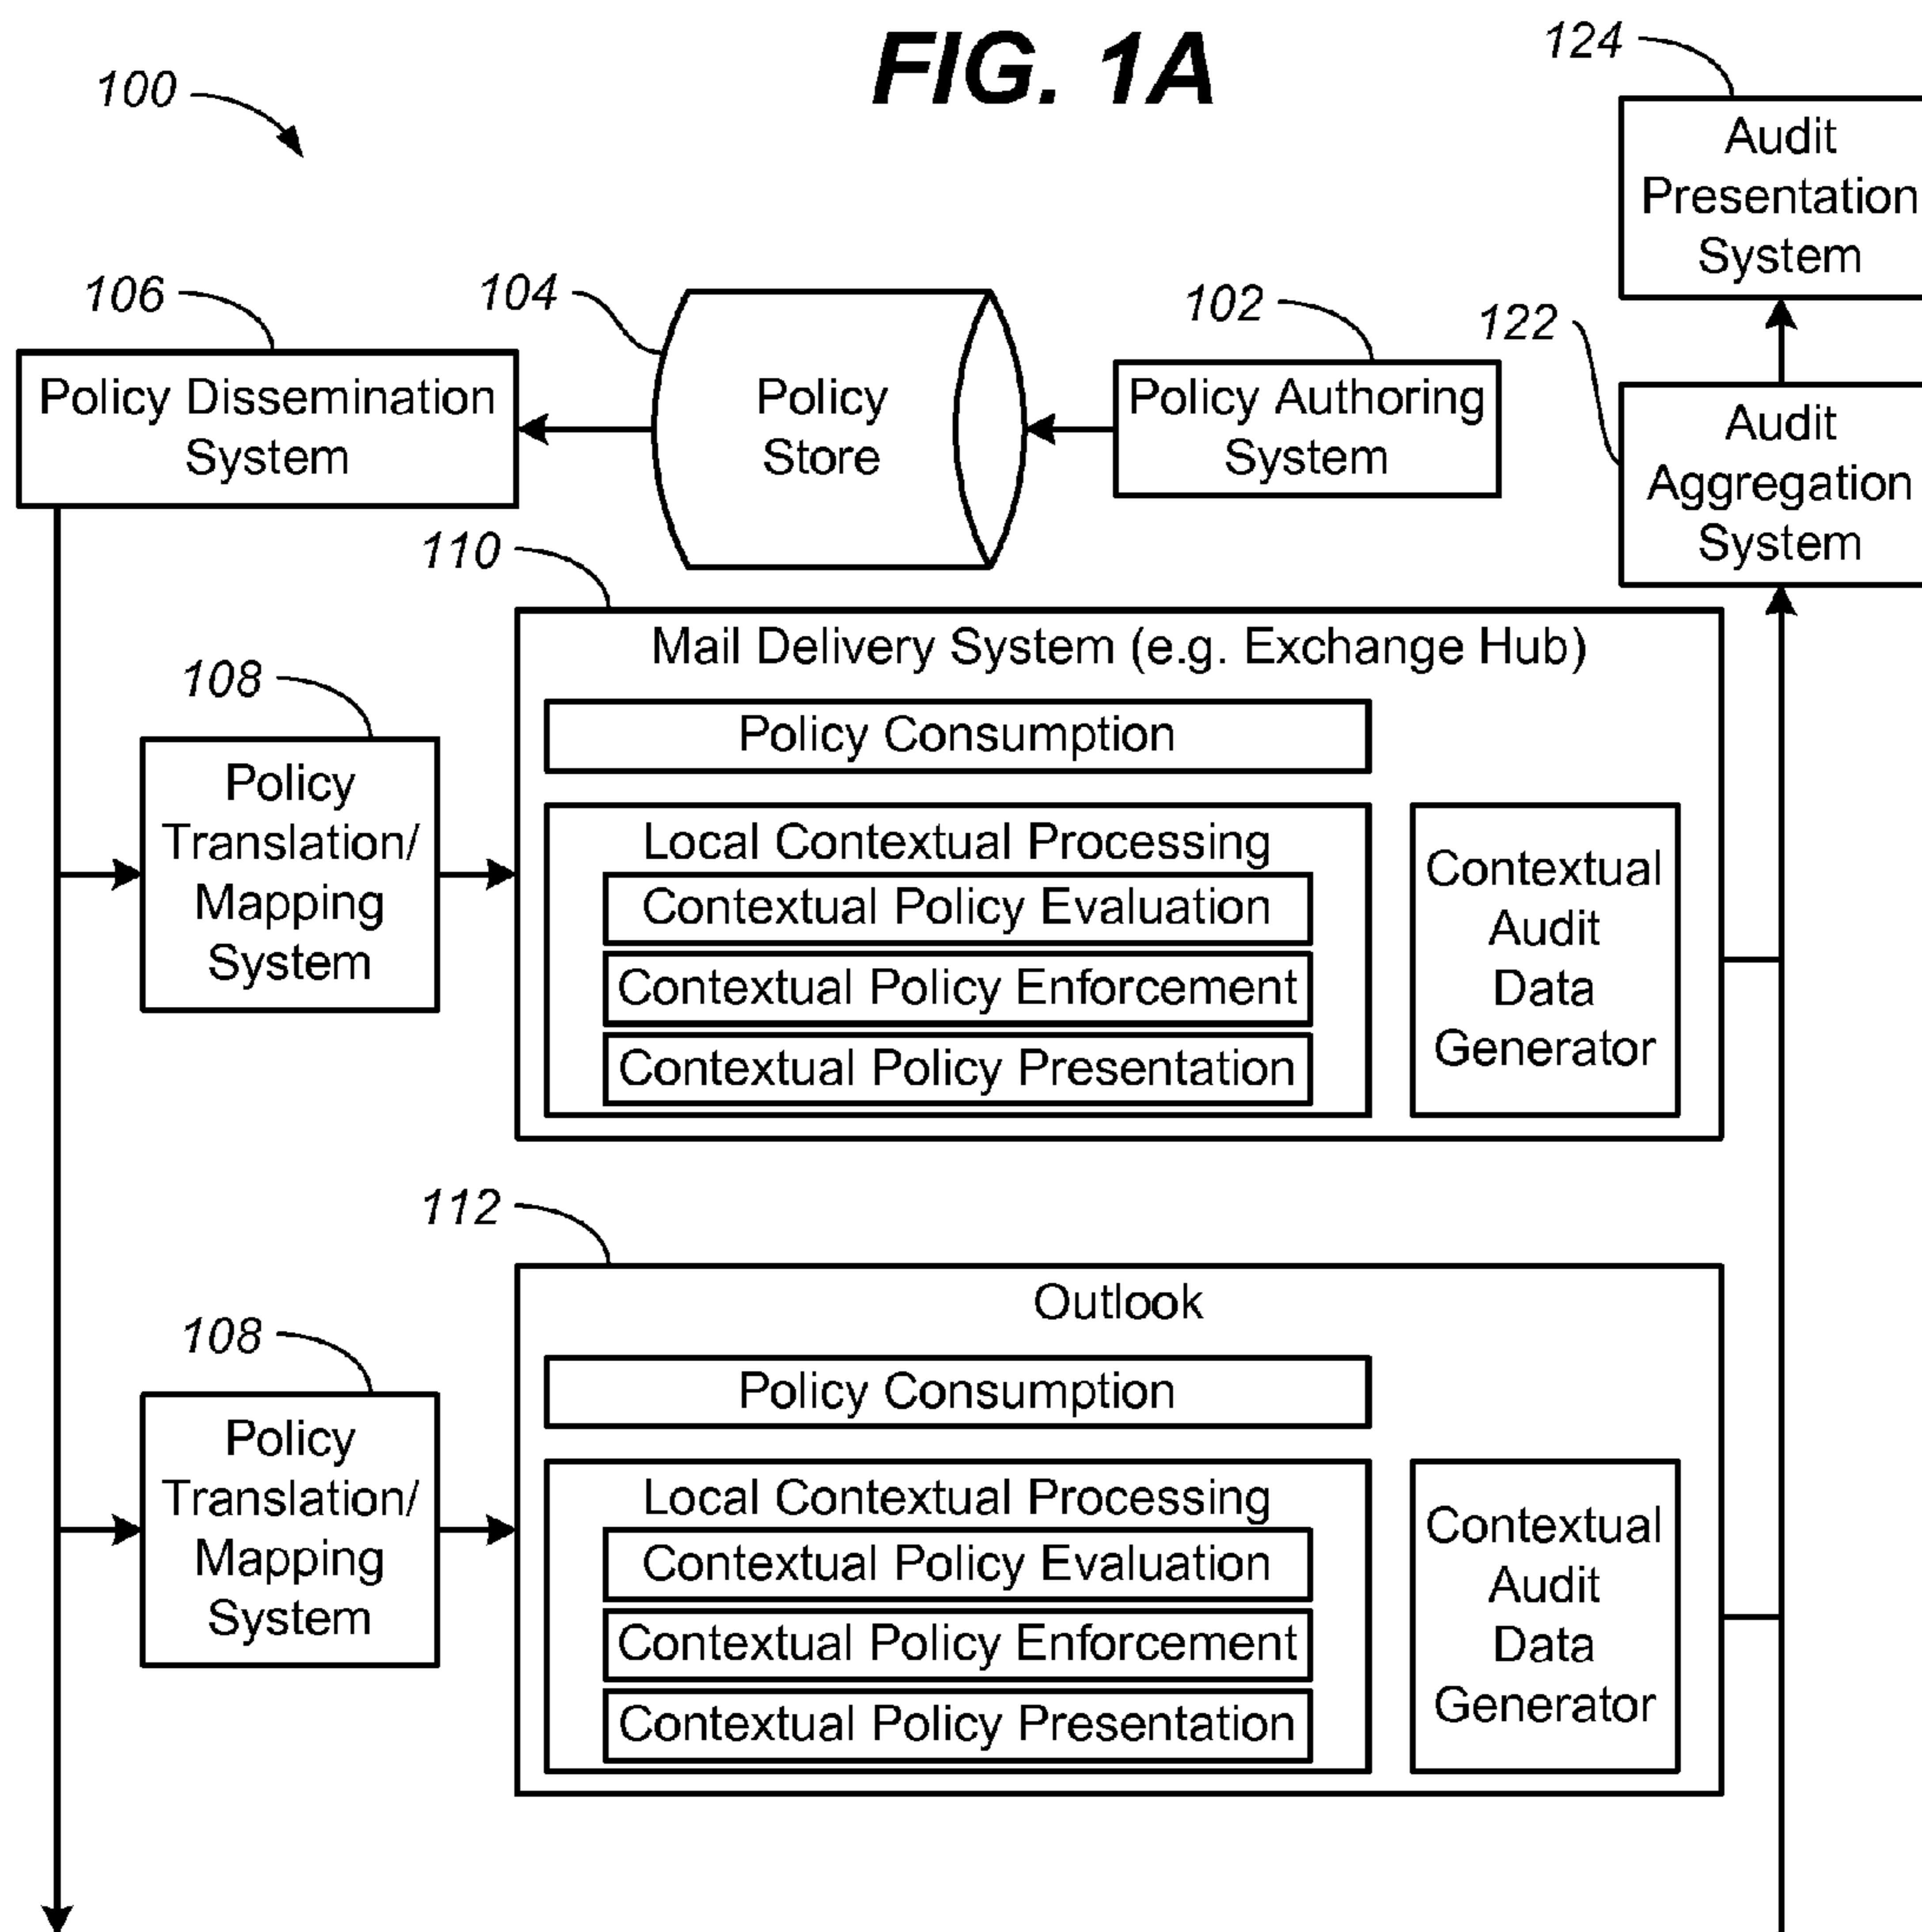 FIG. 1A
100
124
Audit
Presentation
System
106
104
102
122
Policy Dissemination
System
Policy
Store
Policy Authoring
System
Audit
Aggregation
System
110
Mail Delivery System (e.g. Exchange Hub)
108
Policy
Translation/
Mapping
System
Policy Consumption
Local Contextual Processing
Contextual Policy Evaluation
Contextual Policy Enforcement
Contextual Policy Presentation
Contextual
Audit
Data
Generator
112
Outlook
108
Policy
Translation/
Mapping
System
Policy Consumption
Local Contextual Processing
Contextual Policy Evaluation
Contextual Policy Enforcement
Contextual Policy Presentation
Contextual
Audit
Data
Generator